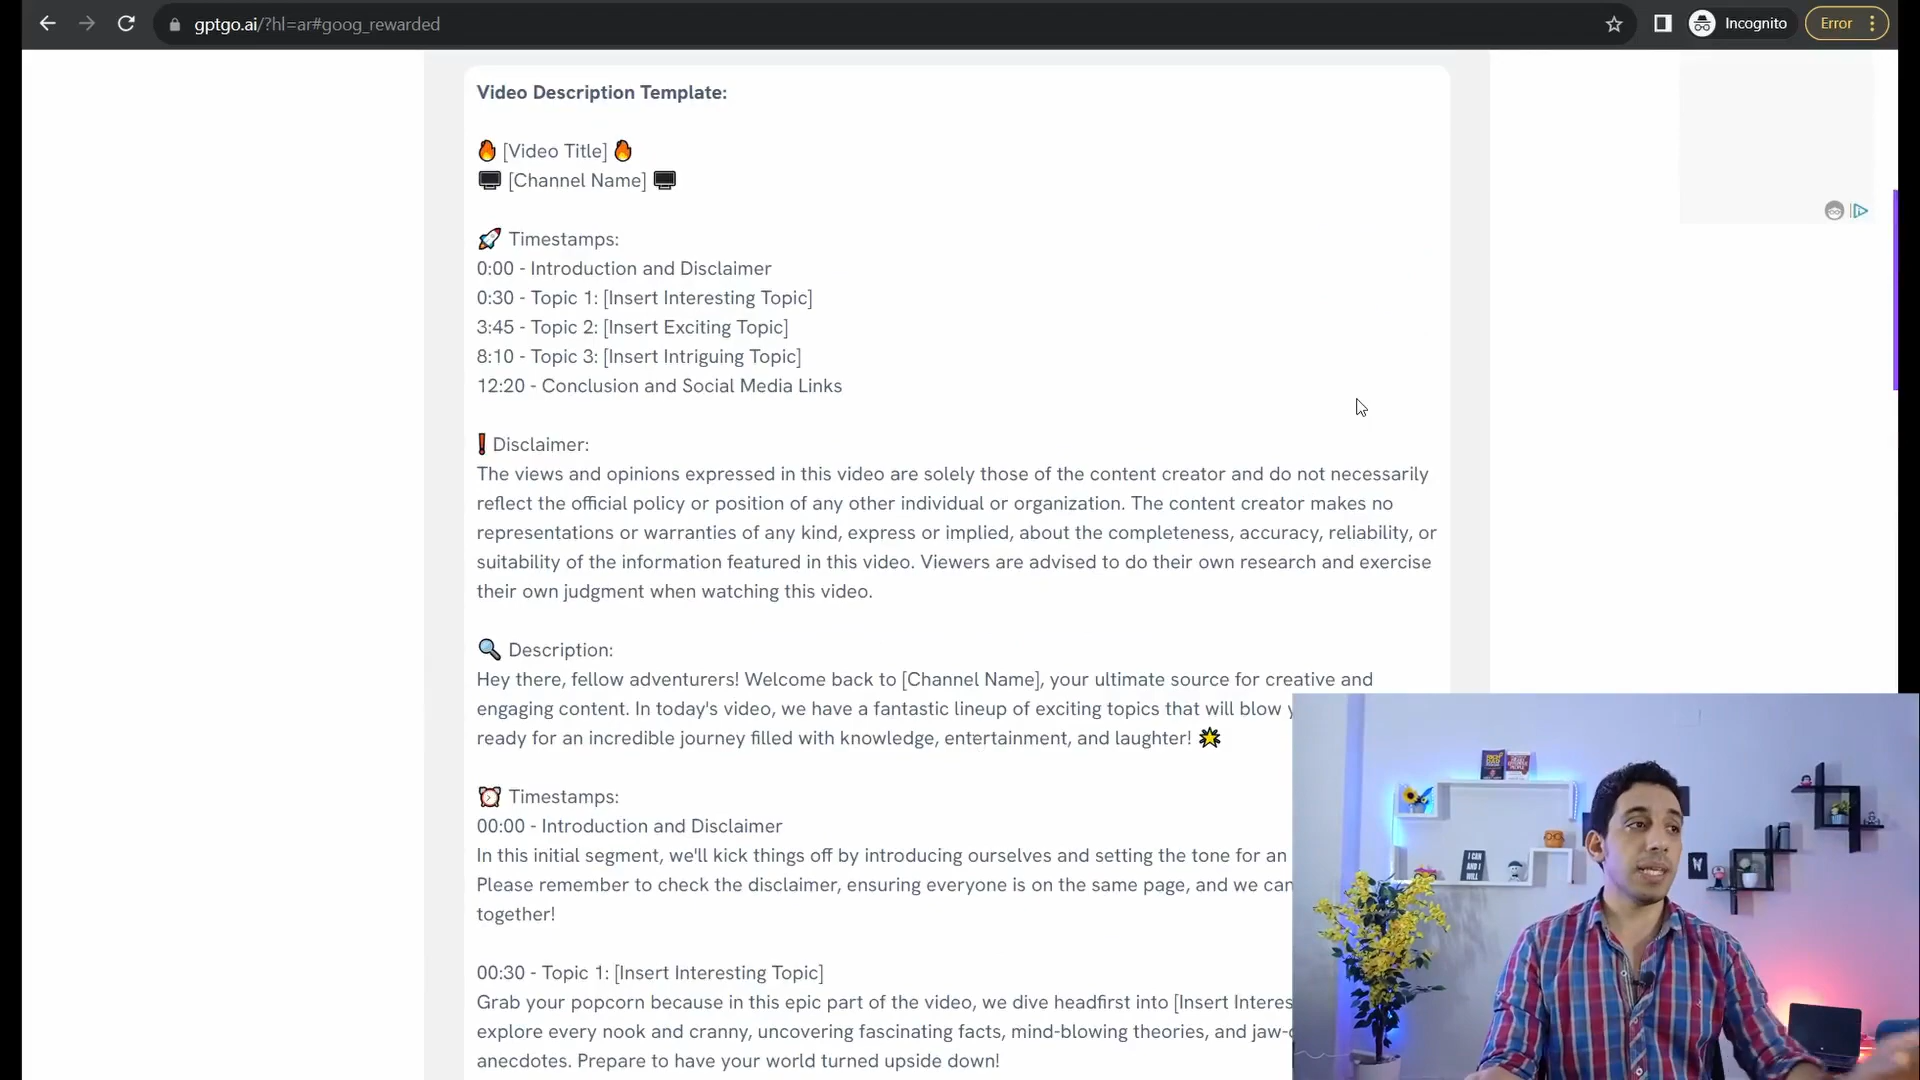 gptgo.ai/?hl=ar#goog_rewarded
Incognito
Error
Video Description Template:
🔥 [Video Title] 🔥
🖥️ [Channel Name] 🖥️
🚀 Timestamps:
0:00 - Introduction and Disclaimer
0:30 - Topic 1: [Insert Interesting Topic]
3:45 - Topic 2: [Insert Exciting Topic]
8:10 - Topic 3: [Insert Intriguing Topic]
12:20 - Conclusion and Social Media Links
❗ Disclaimer:
The views and opinions expressed in this video are solely those of the content creator and do not necessarily
reflect the official policy or position of any other individual or organization. The content creator makes no
representations or warranties of any kind, express or implied, about the completeness, accuracy, reliability, or
suitability of the information featured in this video. Viewers are advised to do their own research and exercise
their own judgment when watching this video.
🔍 Description:
Hey there, fellow adventurers! Welcome back to [Channel Name], your ultimate source for creative and
engaging content. In today's video, we have a fantastic lineup of exciting topics that will blow
ready for an incredible journey filled with knowledge, entertainment, and laughter! 🌟
⏰ Timestamps:
00:00 - Introduction and Disclaimer
In this initial segment, we'll kick things off by introducing ourselves and setting the tone for an
Please remember to check the disclaimer, ensuring everyone is on the same page, and we can
together!
00:30 - Topic 1: [Insert Interesting Topic]
Grab your popcorn because in this epic part of the video, we dive headfirst into [Insert Interes
explore every nook and cranny, uncovering fascinating facts, mind-blowing theories, and jaw-
anecdotes. Prepare to have your world turned upside down!
I CAN
AND I
WILL